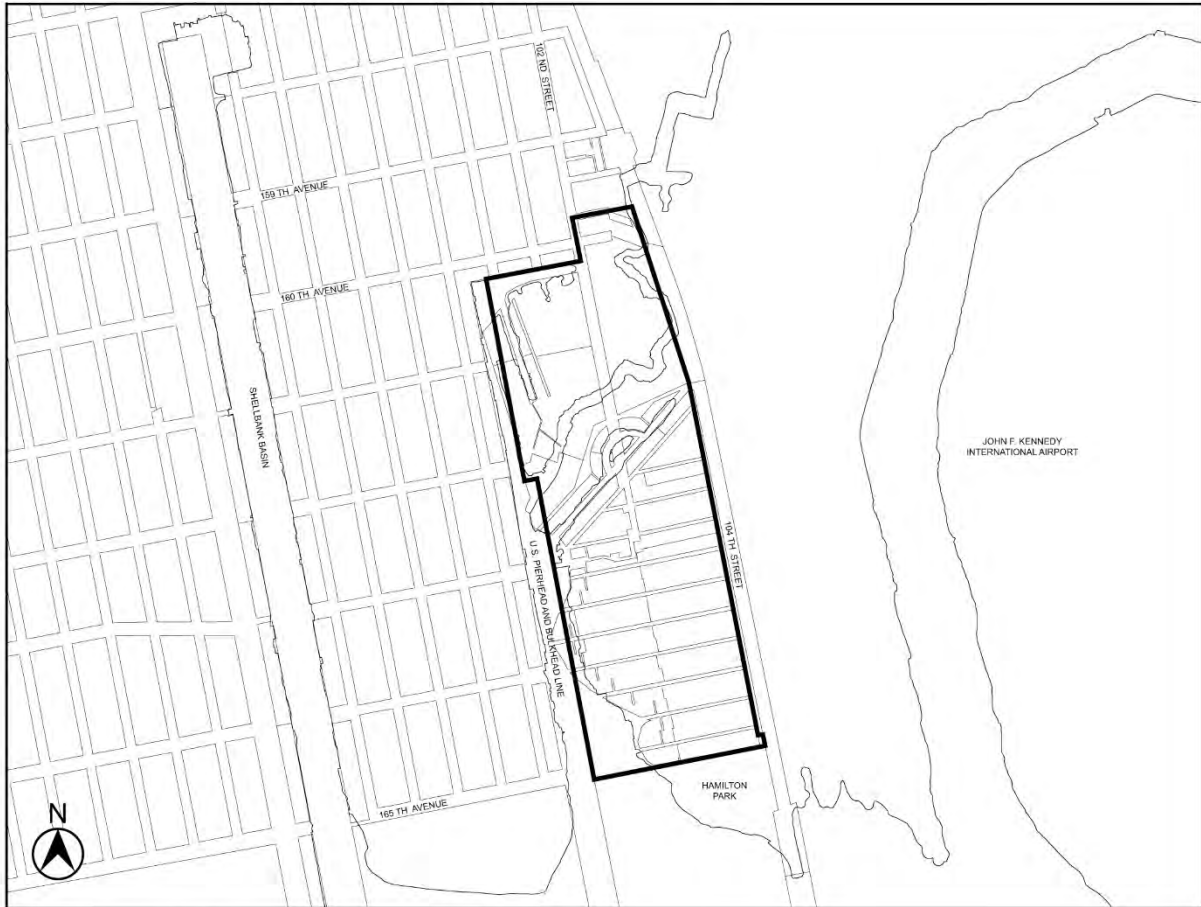 102 ND STREET
159 TH AVENUE
160 TH AVENUE
SHELLBANK BASIN
JOHN F. KENNEDY
INTERNATIONAL AIRPORT
104 TH STREET
U.S. PIERHEAD AND BULKHEAD LINE
HAMILTON
PARK
165 TH AVENUE
N